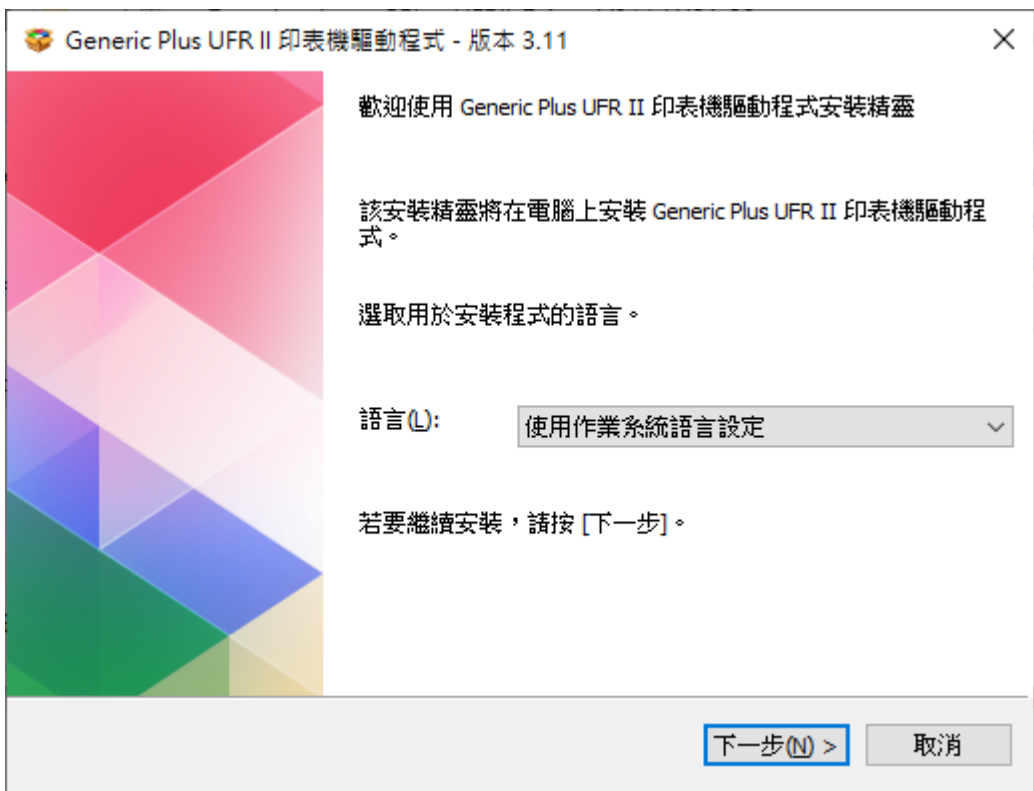 Generic Plus UFR II 印表機驅動程式 - 版本 3.11
歡迎使用 Generic Plus UFR II 印表機驅動程式安裝精靈
該安裝精靈將在電腦上安裝 Generic Plus UFR II 印表機驅動程
式。
選取用於安裝程式的語言。
語言(L): 使用作業系統語言設定
若要繼續安裝，請按 [下一步]。
下一步(N) > 取消